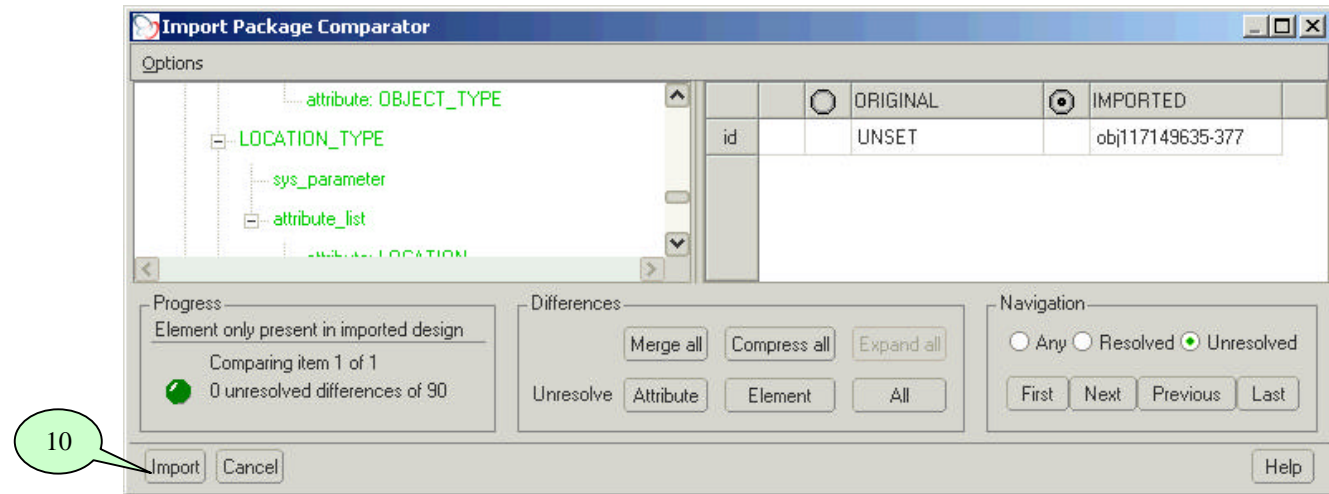 Import Package Comparator
Options
attribute: OBJECT_TYPE
LOCATION_TYPE
sys_parameter
attribute_list
attribute: LOCATION
ORIGINAL IMPORTED
id UNSET obj117149635-377
Progress
Element only present in imported design
Comparing item 1 of 1
0 unresolved differences of 90
Differences
Merge all Compress all Expand all
Unresolve Attribute Element All
Navigation
Any Resolved Unresolved
First Next Previous Last
10
Import Cancel Help